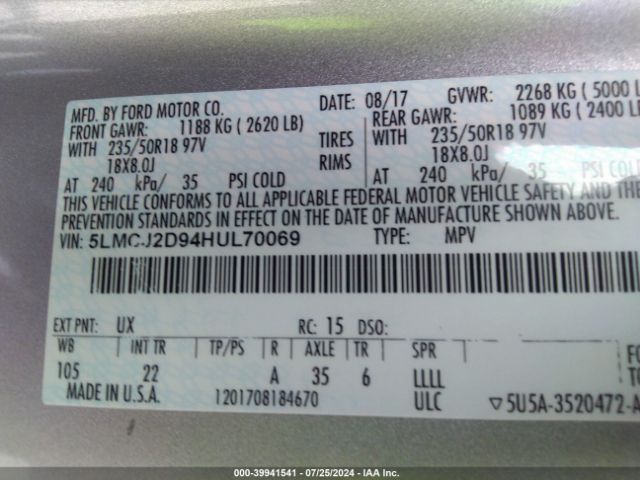 MFD. BY FORD MOTOR CO. DATE: 08/17 GVWR: 2268 KG ( 5000 L
FRONT GAWR: 1188 KG ( 2620 LB) REAR GAWR: 1089 KG ( 2400 LB
WITH 235/50R18 97V TIRES WITH 235/50R18 97V
18X8.0J RIMS 18X8.0J
AT 240 kPa/ 35 PSI COLD AT 240 kPa/ 35 PSI COL
THIS VEHICLE CONFORMS TO ALL APPLICABLE FEDERAL MOTOR VEHICLE SAFETY AND THE
PREVENTION STANDARDS IN EFFECT ON THE DATE OF MANUFACTURE SHOWN ABOVE.
VIN: 5LMCJ2D94HUL70069 TYPE: MPV
EXT PNT: UX RC: 15 DSO:
WB INT TR TP/PS R AXLE TR SPR
105 22 A 35 6 LLLL
MADE IN U.S.A. 1201708184670 ULC ▽5U5A-3520472-A
FO
TO
000-39941541 - 07/25/2024 - IAA Inc.